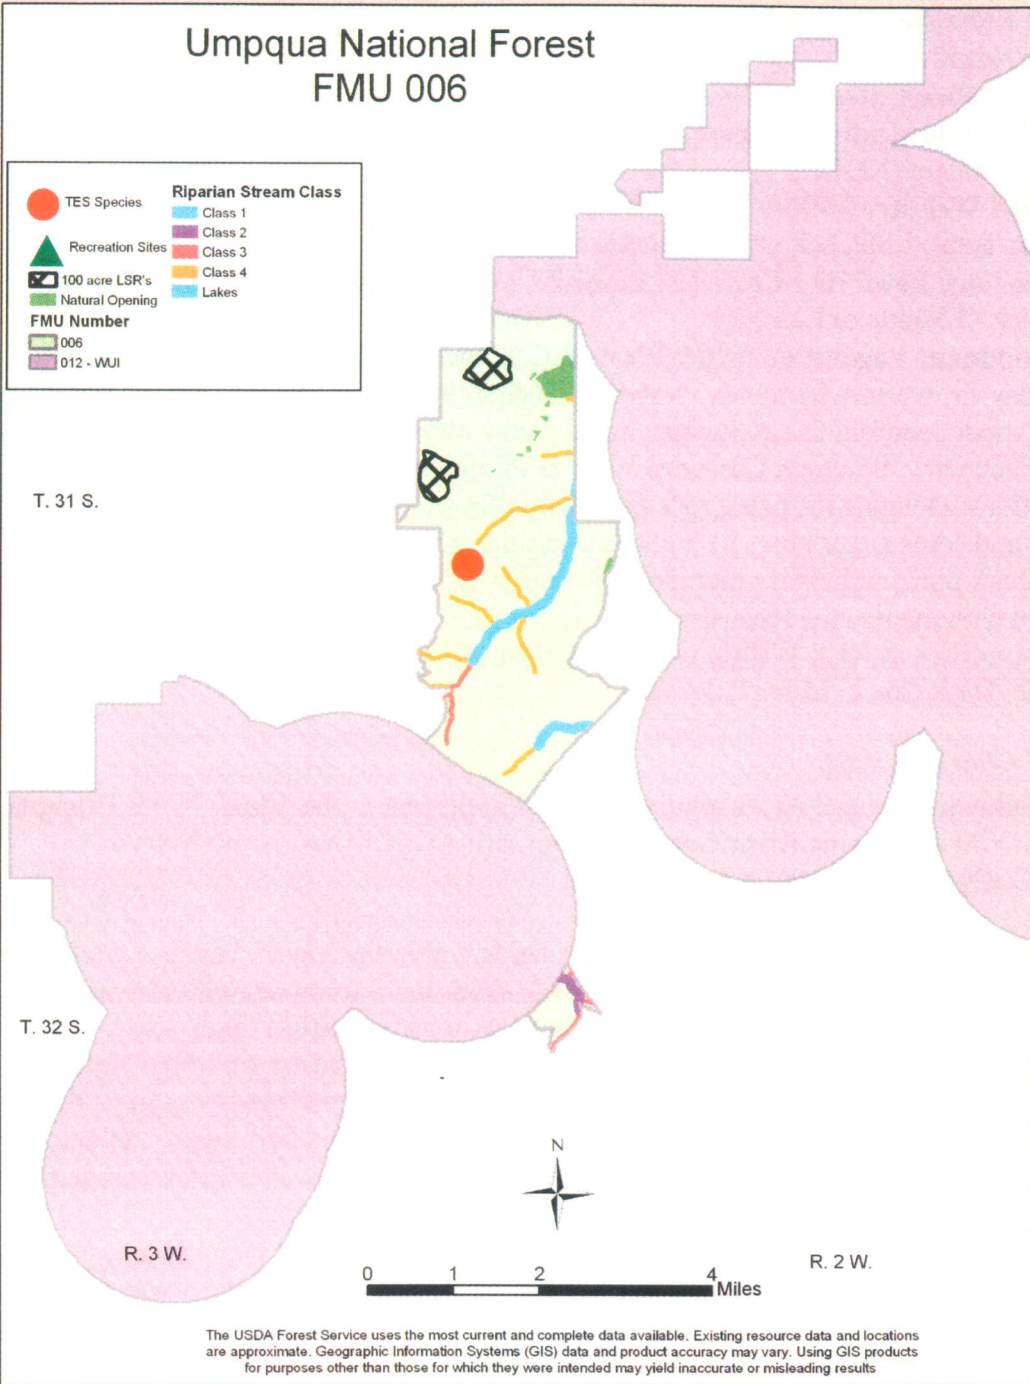 Umpqua National Forest
FMU 006
TES Species
Recreation Sites
100 acre LSR's
Natural Opening
FMU Number
006
012 - WUI
Riparian Stream Class
Class 1
Class 2
Class 3
Class 4
Lakes
T. 31 S.
T. 32 S.
N
R. 3 W.
R. 2 W.
0 1 2 4
Miles
The USDA Forest Service uses the most current and complete data available. Existing resource data and locations
are approximate. Geographic Information Systems (GIS) data and product accuracy may vary. Using GIS products
for purposes other than those for which they were intended may yield inaccurate or misleading results